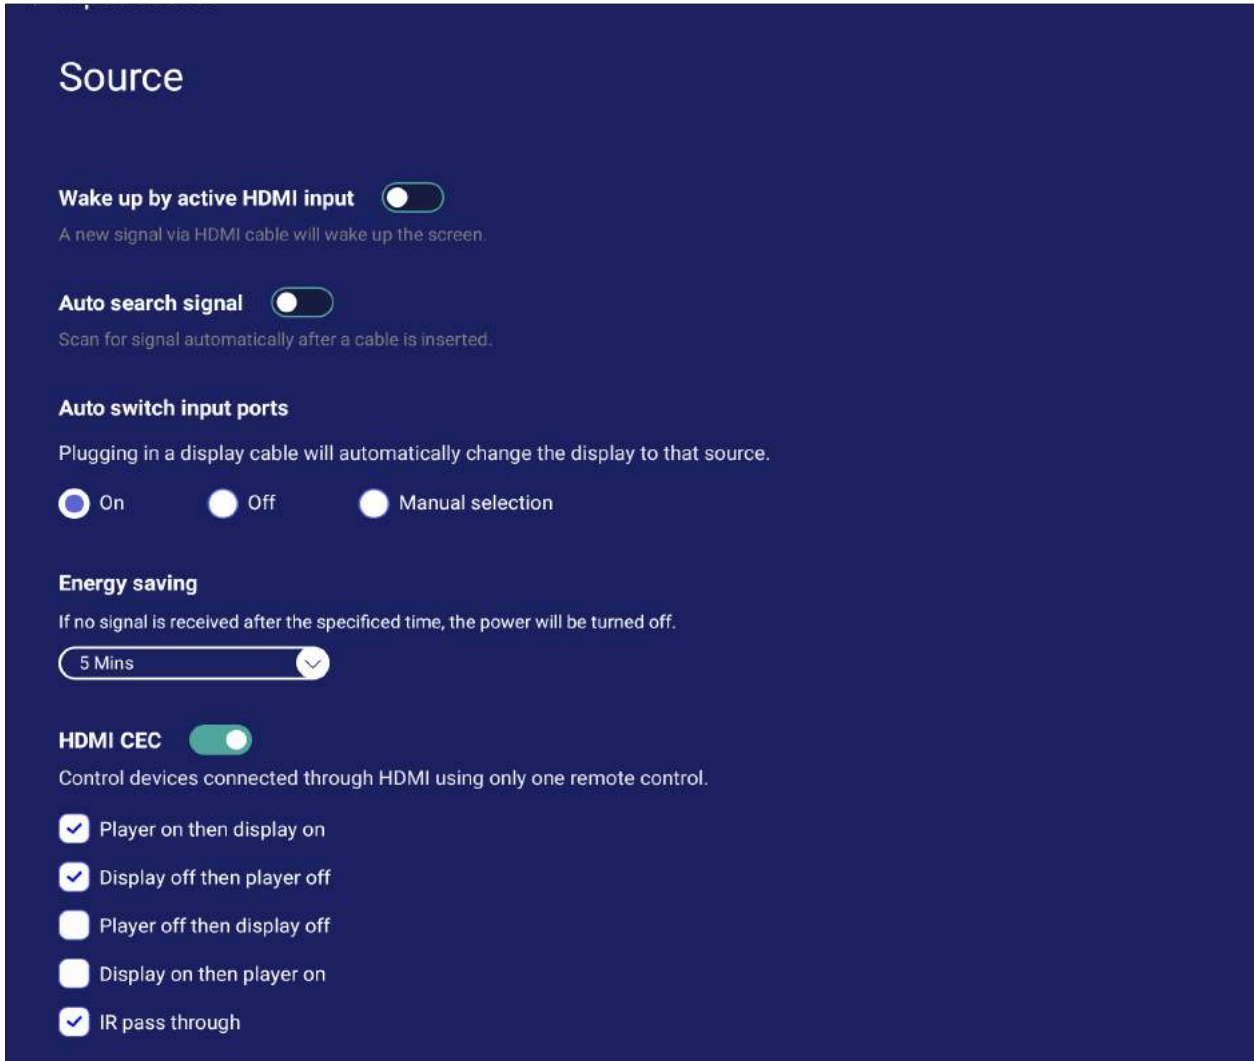 Source
Wake up by active HDMI input
A new signal via HDMI cable will wake up the screen.
Auto search signal
Scan for signal automatically after a cable is inserted.
Auto switch input ports
Plugging in a display cable will automatically change the display to that source.
On Off Manual selection
Energy saving
If no signal is received after the specificed time, the power will be turned off.
5 Mins
HDMI CEC
Control devices connected through HDMI using only one remote control.
Player on then display on
Display off then player off
Player off then display off
Display on then player on
IR pass through